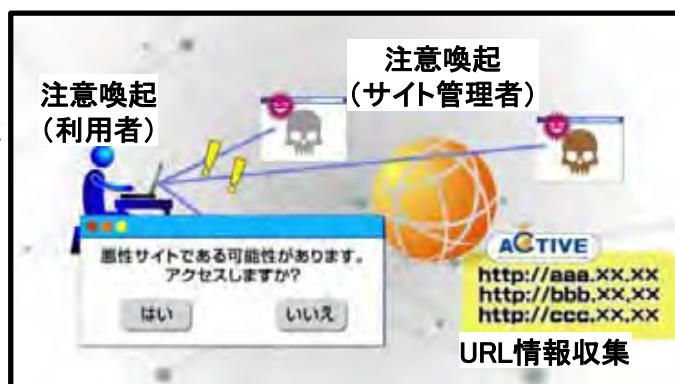 注意喚起
（利用者）
注意喚起
（サイト管理者）
悪性サイトである可能性があります。
アクセスしますか?
はい
いいえ
ACTIVE
http://aaa.XX.XX
http://bbb.XX.XX
http://ccc.XX.XX
URL情報収集